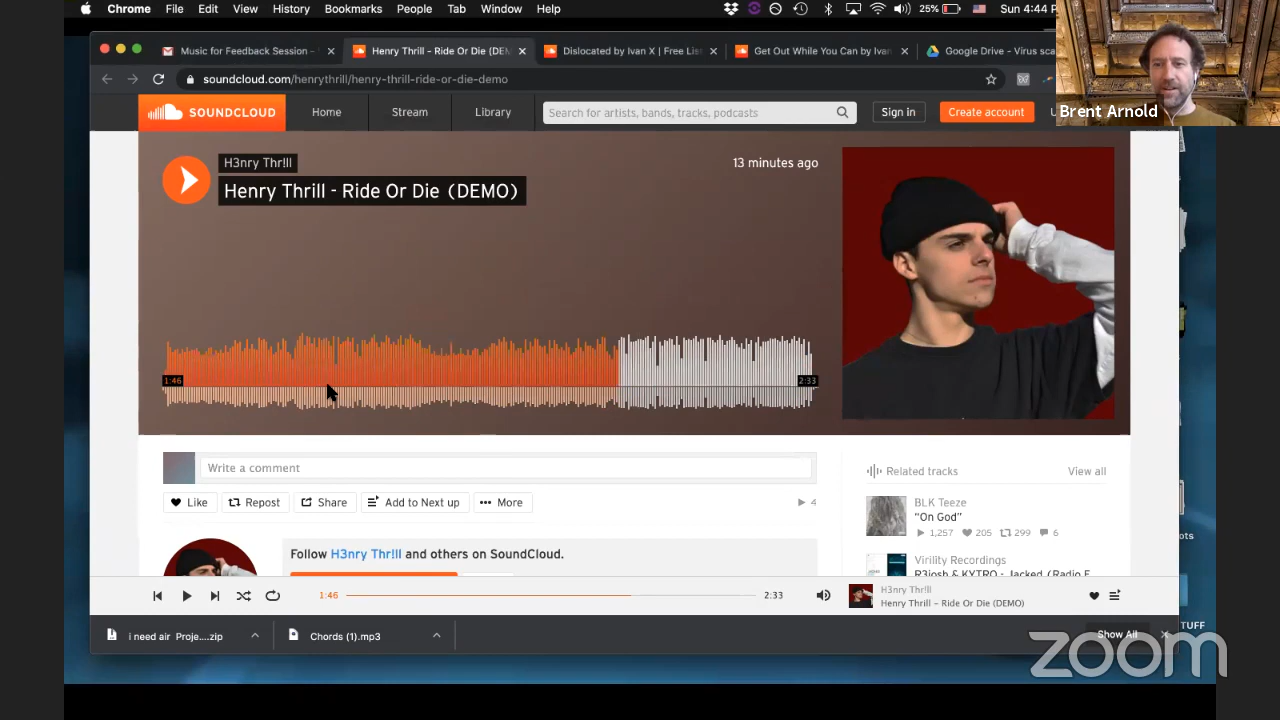 Chrome File Edit View History Bookmarks People Tab Window Help 25% Sun 4:44 P
Music for Feedback Session -
Henry Thrill - Ride Or Die (DEM
Dislocated by Ivan X | Free Lis
Get Out While You Can by Ivan
Google Drive - Virus sca
soundcloud.com/henrythrill/henry-thrill-ride-or-die-demo
Brent Arnold
SOUNDCLOUD Home Stream Library Search for artists, bands, tracks, podcasts Sign in Create account U
H3nry Thr!ll
13 minutes ago
Henry Thrill - Ride Or Die (DEMO)
1:46
2:33
Write a comment
Like Repost Share Add to Next up More
4
Related tracks View all
BLK Teeze
“On God”
1,257 205 299 6
Virility Recordings
R3iosh & KYTRO - Jacked (Radio E
Follow H3nry Thr!ll and others on SoundCloud.
1:46 2:33
H3nry Thr!ll
Henry Thrill - Ride Or Die (DEMO)
i need air Proje....zip
Chords (1).mp3
Show All
ots
TUFF
zoom